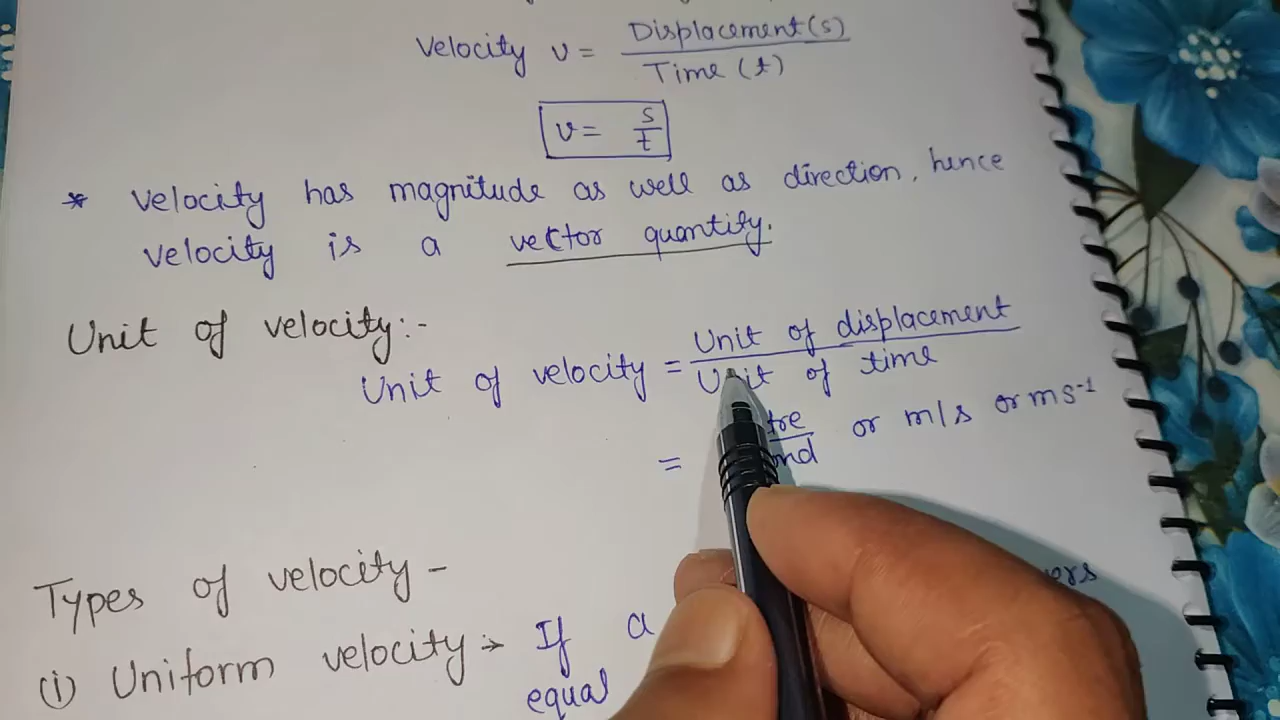 Velocity v = Displacement(s) / Time (t)
v = s/t
* Velocity has magnitude as well as direction, hence
velocity is a vector quantity.
Unit of velocity:-
Unit of velocity = Unit of displacement / Unit of time
= or m/s or ms⁻¹
Types of velocity -
(i) Uniform velocity → If a
equal